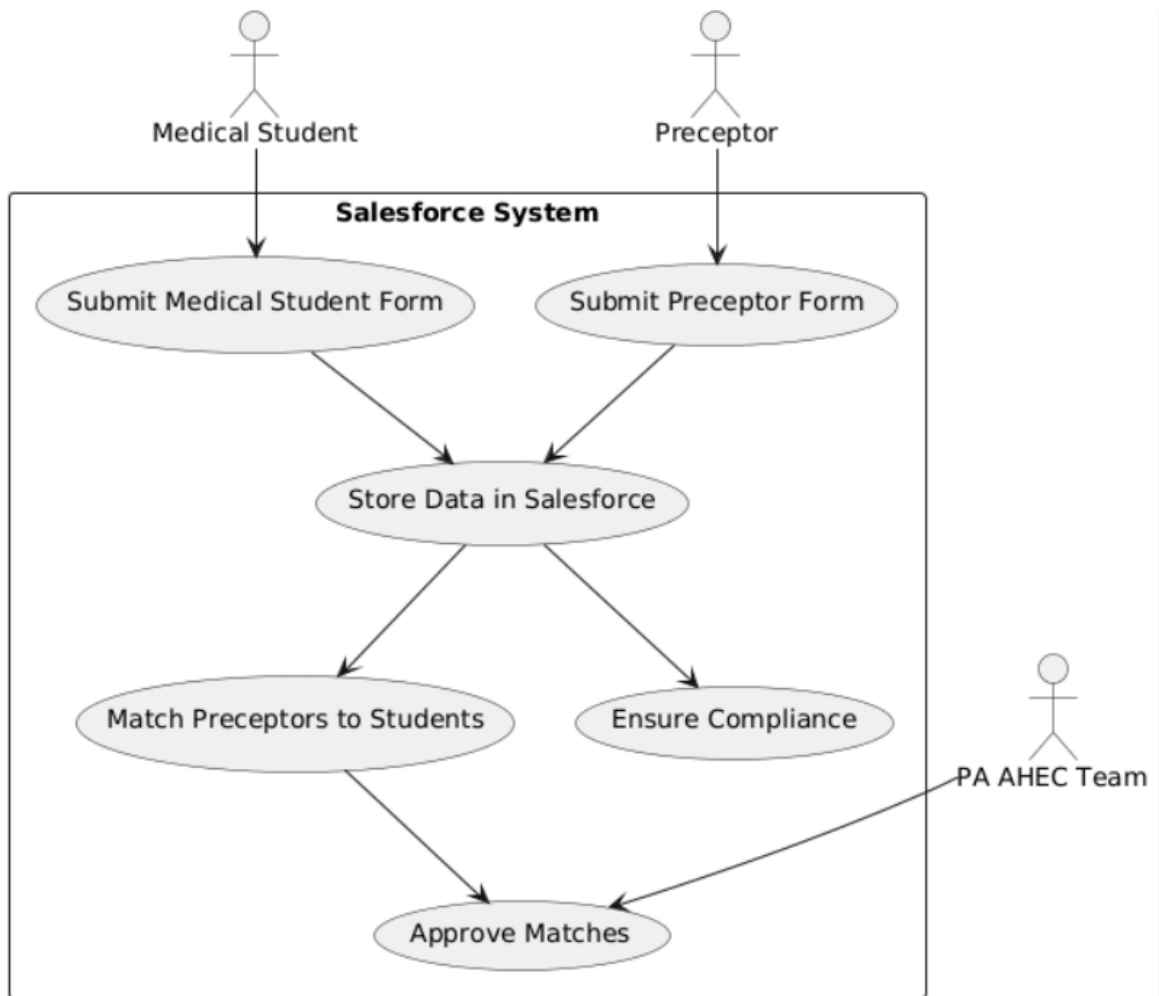 Medical Student
Preceptor
Salesforce System
Submit Medical Student Form
Submit Preceptor Form
Store Data in Salesforce
Match Preceptors to Students
Ensure Compliance
PA AHEC Team
Approve Matches